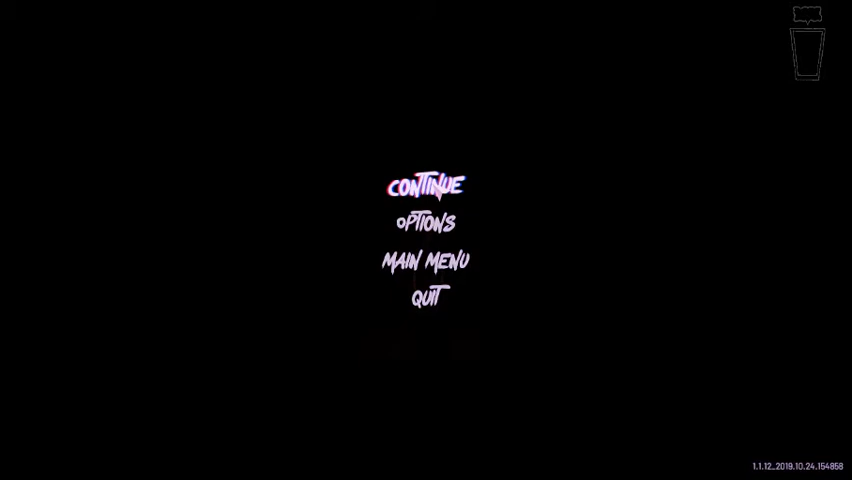 CONTINUE
OPTIONS
MAIN MENU
QUIT
1.1.12_2019.10.24.154858